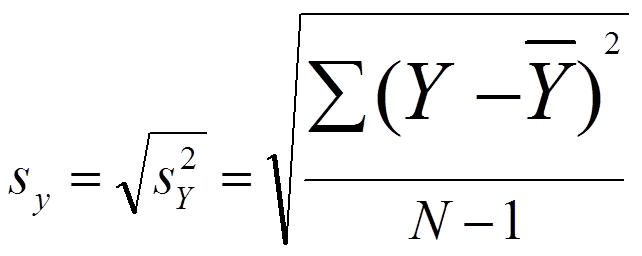 s_y = √(s_Y^2) = √(∑(Y − Y̅)^2 / (N − 1))